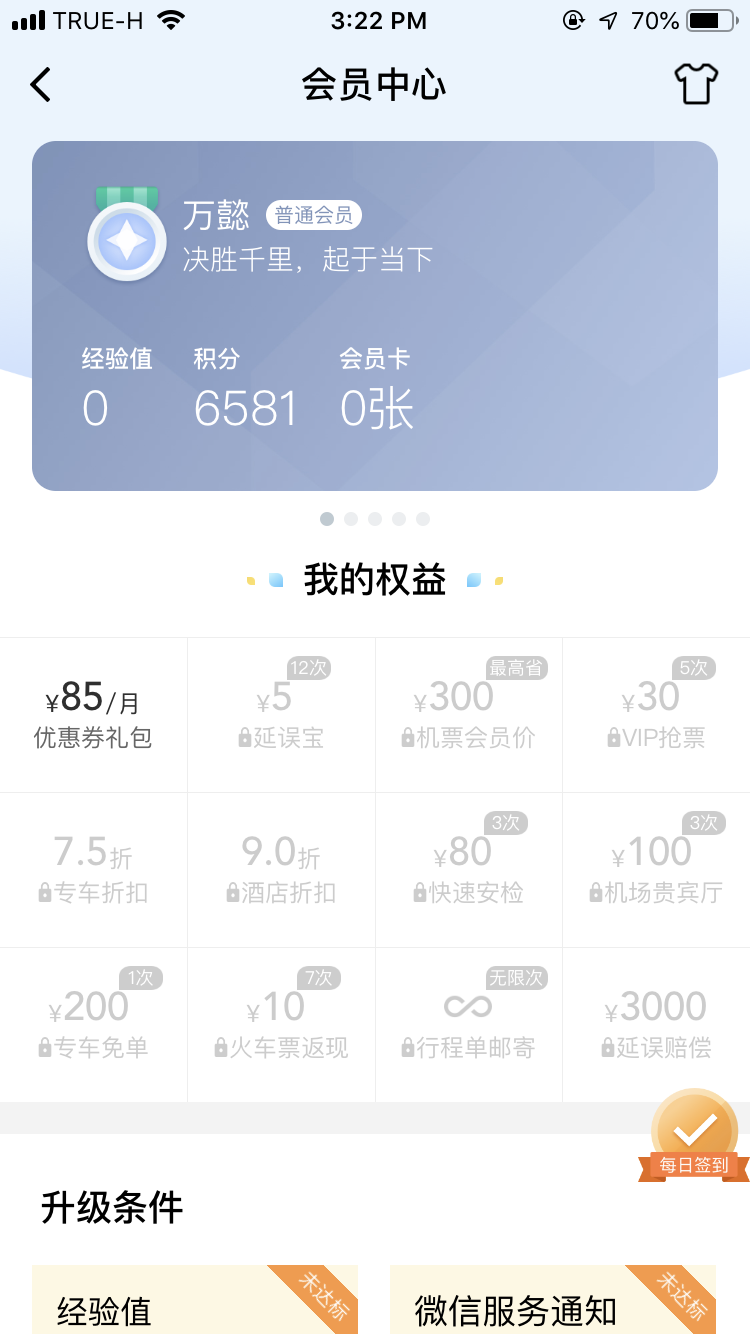 TRUE-H 3:22 PM 70%
会员中心
万懿 普通会员
决胜千里，起于当下
经验值 积分 会员卡
0 6581 0张
我的权益
12次 最高省 5次
¥85/月 ¥5 ¥300 ¥30
优惠券礼包 延误宝 机票会员价 VIP抢票
3次 3次
7.5折 9.0折 ¥80 ¥100
专车折扣 酒店折扣 快速安检 机场贵宾厅
1次 7次 无限次
¥200 ¥10 ¥3000
专车免单 火车票返现 行程单邮寄 延误赔偿
每日签到
升级条件
未达标 未达标
经验值 微信服务通知